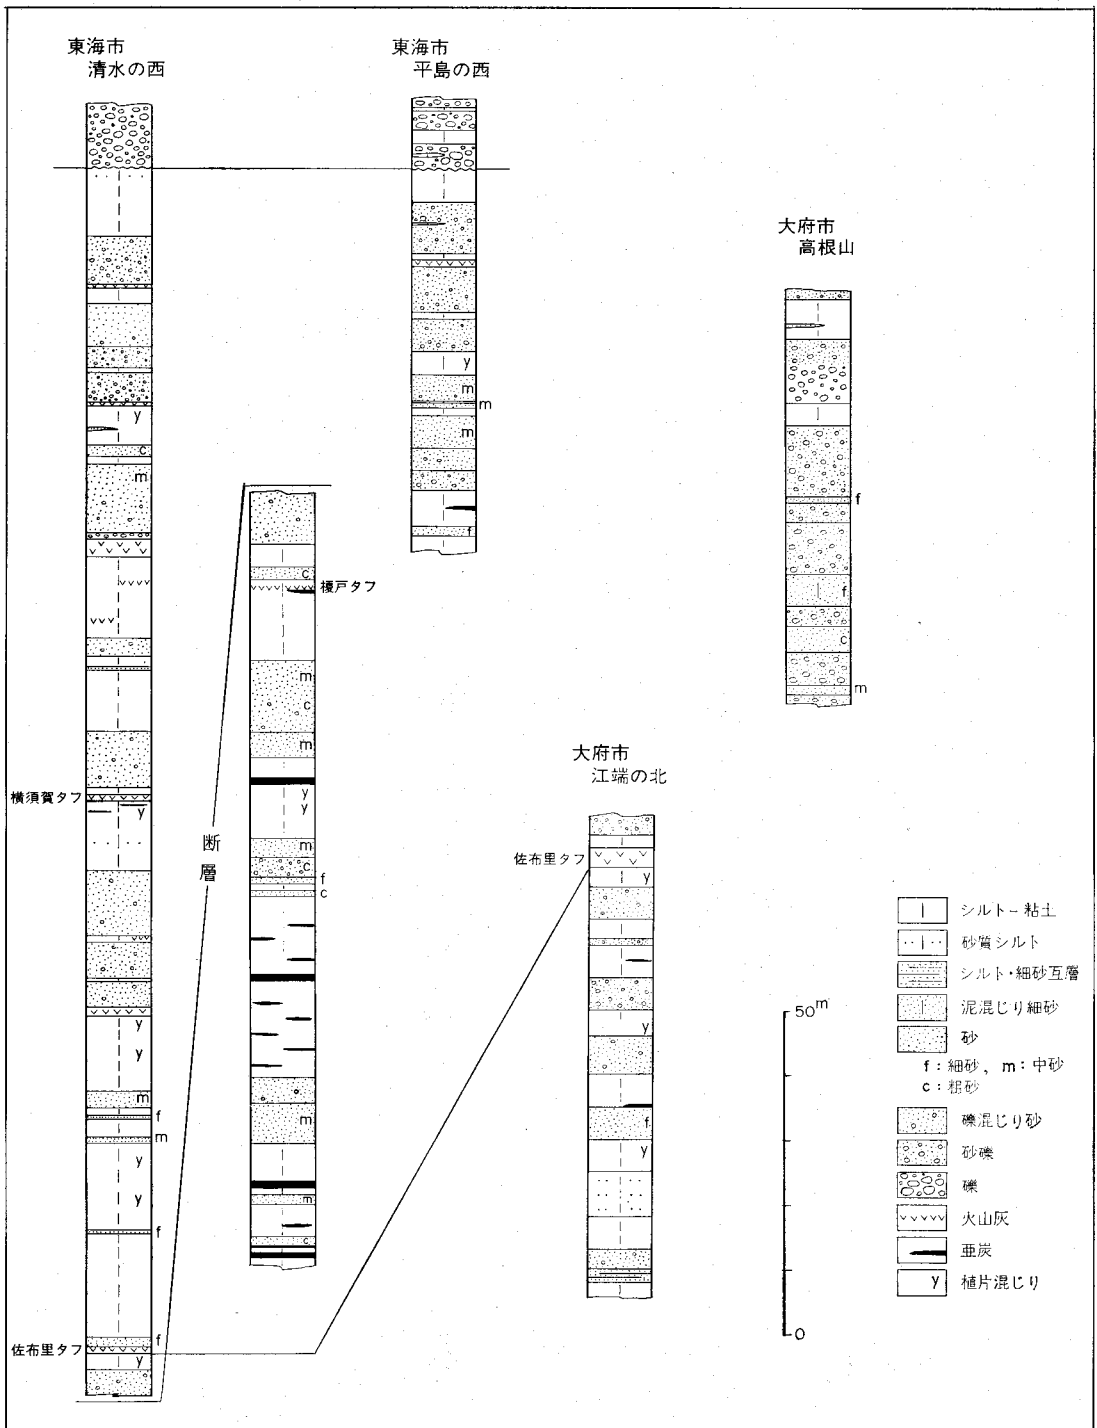 東海市
清水の西
東海市
平島の西
大府市
高根山
y
c
m
横須賀タフ
y
y
y
m
f
m
y
y
f
f
佐布里タフ
y
断層
c
榎戸タフ
m
c
m
y
y
m
c
f
c
m
m
c
y
m
m
m
f
f
f
c
m
大府市
江端の北
佐布里タフ
y
y
f
y
50m
0
シルト－粘土
砂質シルト
シルト・細砂互層
泥混じり細砂
砂
f：細砂，m：中砂
c：粗砂
礫混じり砂
砂礫
礫
火山灰
亜炭
y 植片混じり